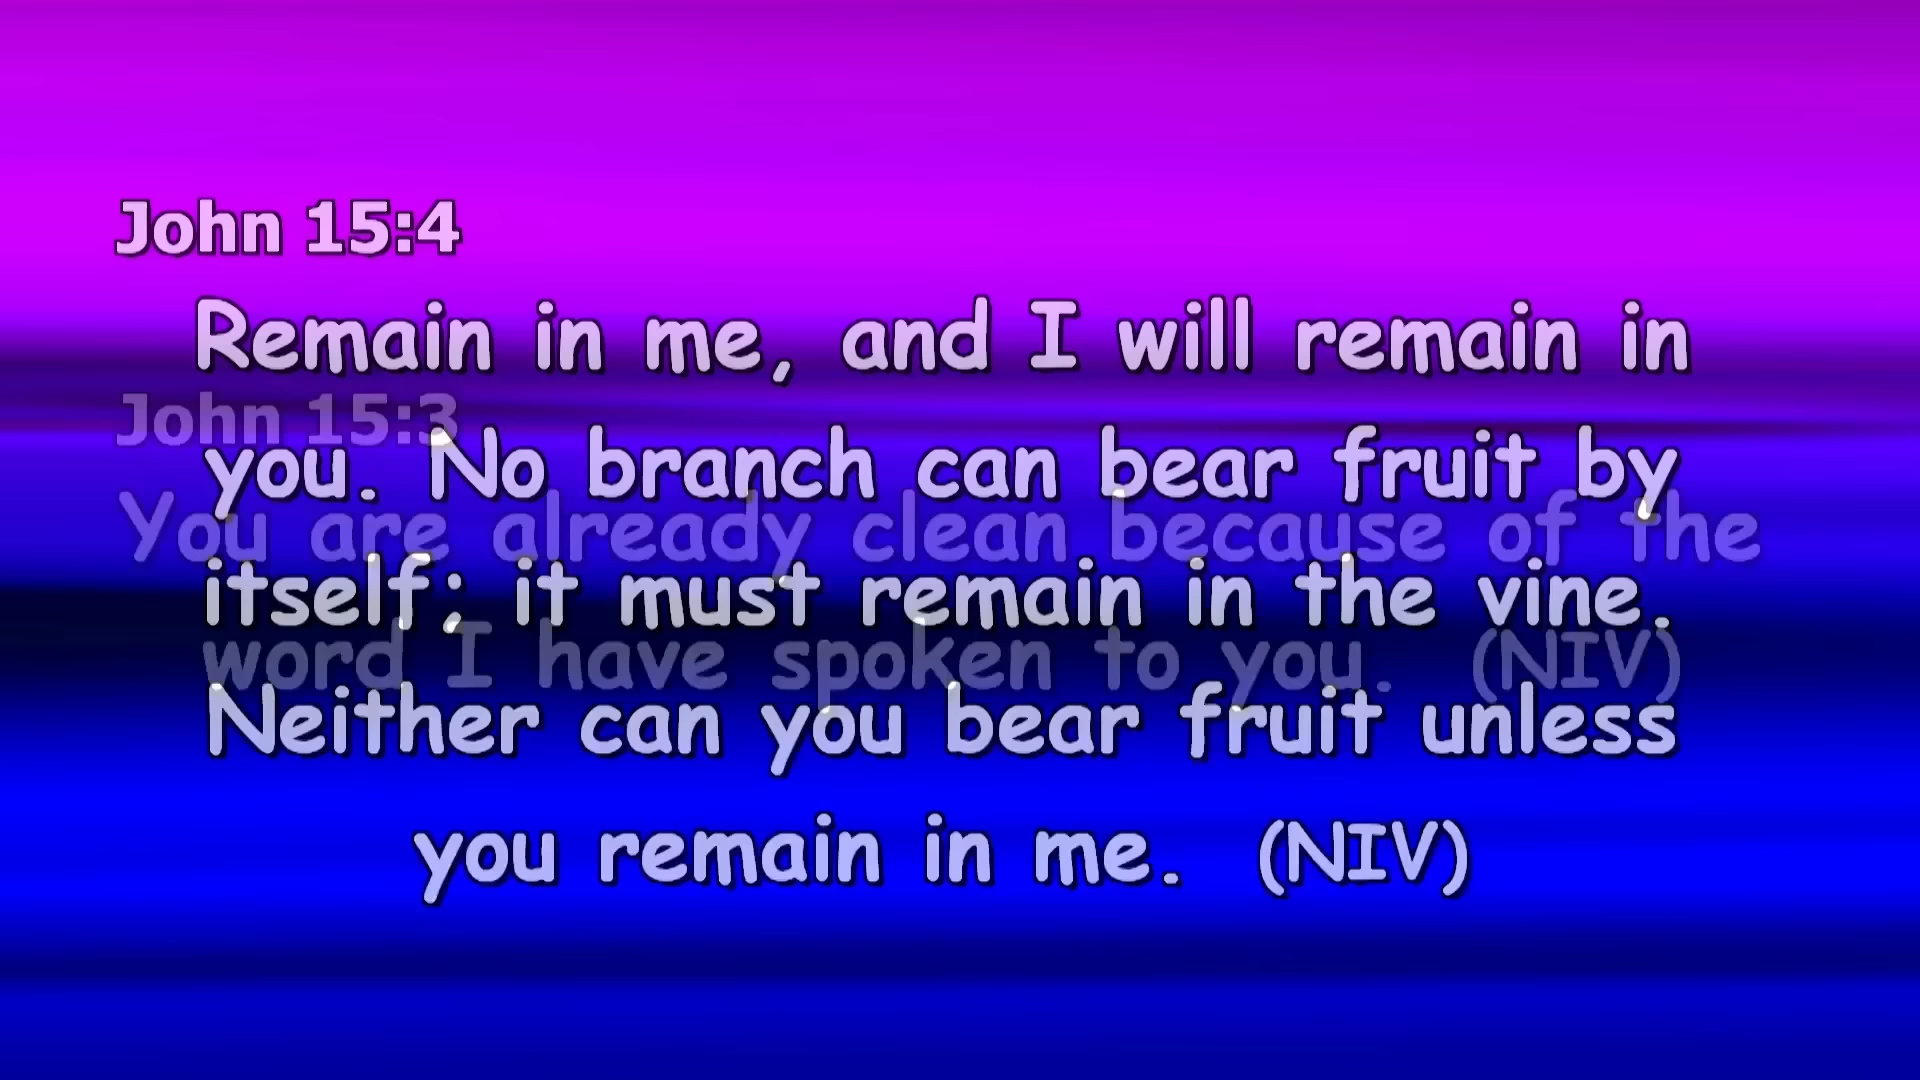 John 15:4
Remain in me, and I will remain in
you. No branch can bear fruit by
itself; it must remain in the vine.
Neither can you bear fruit unless
you remain in me. (NIV)
John 15:3
You are already clean because of the
word I have spoken to you. (NIV)